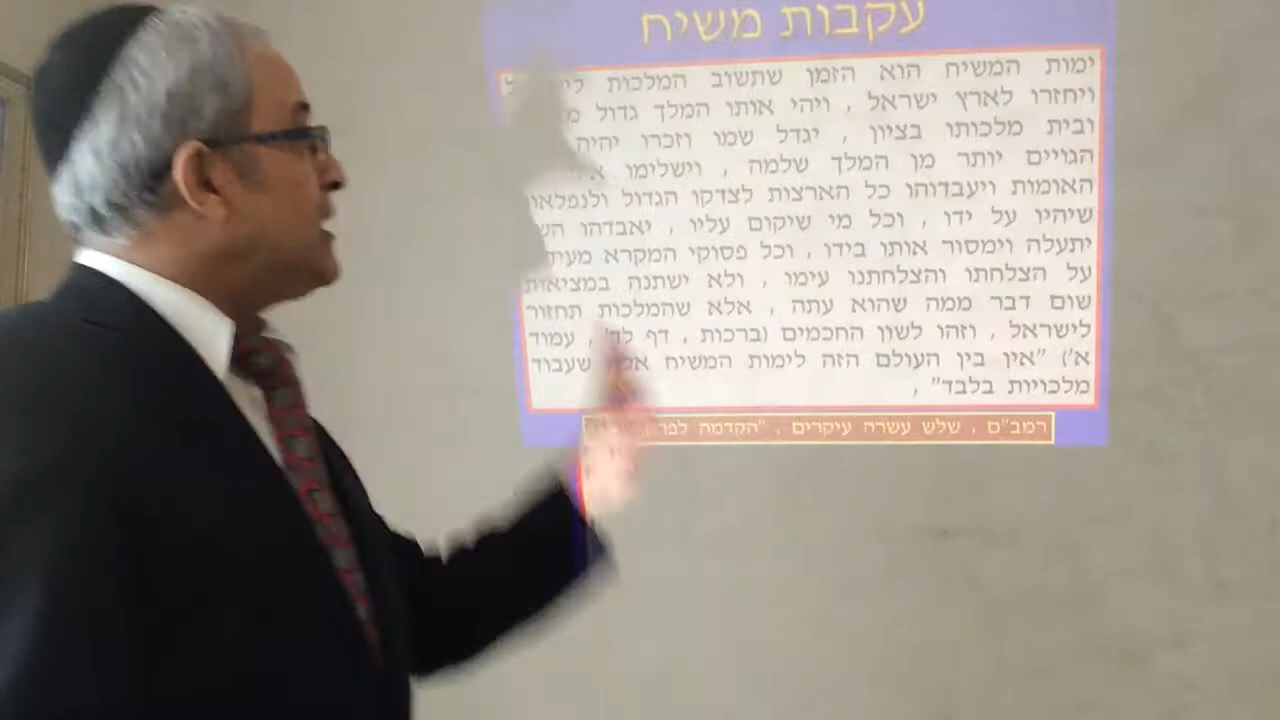 עקבות משיח
ימות המשיח הוא הזמן שתשוב המלכות
ויחזרו לארץ ישראל , ויהי אותו המלך גדול
ובית מלכותו בציון , יגדל שמו וזכרו יהיה
הגויים יותר מן המלך שלמה , וישלימו
האומות ויעבדוהו כל הארצות לצדקו הגדול
שיהיו על ידו , וכל מי שיקום עליו , יאבדהו
יתעלה וימסור אותו בידו , וכל פסוקי המקרא
על הצלחתו והצלחתנו עימו , ולא ישתנה במציאות
שום דבר ממה שהוא עתה , אלא שהמלכות תחזור
לישראל , וזהו לשון החכמים (ברכות , דף לד' , עמוד
א') "אין בין העולם הזה לימות המשיח אלא שעבוד
מלכויות בלבד" ,
רמב"ם , שלש עשרה עיקרים , "הקדמה